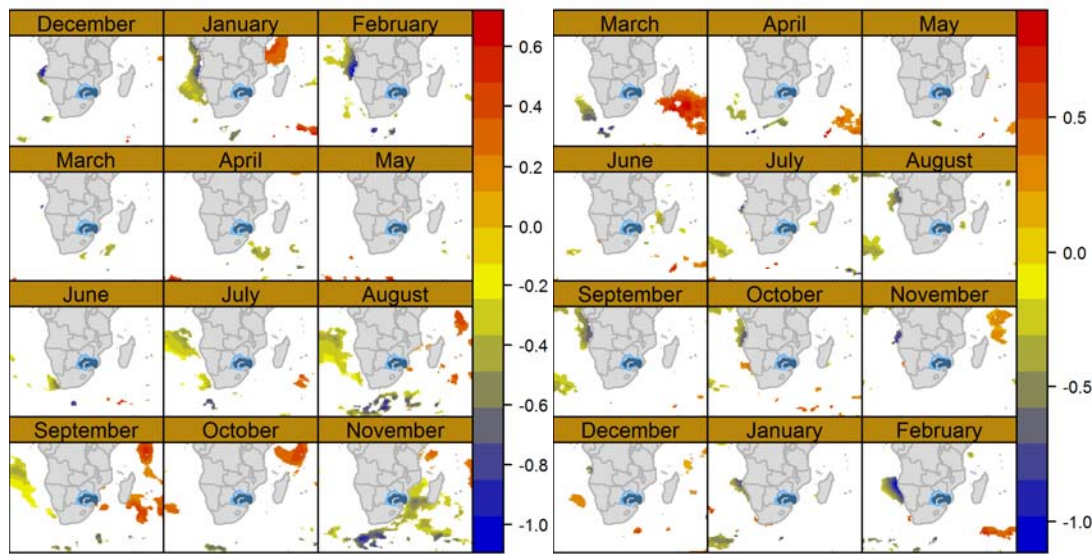 December January February
March April May
June July August
September October November
0.6
0.4
0.2
0.0
-0.2
-0.4
-0.6
-0.8
-1.0
March April May
June July August
September October November
December January February
0.5
0.0
-0.5
-1.0